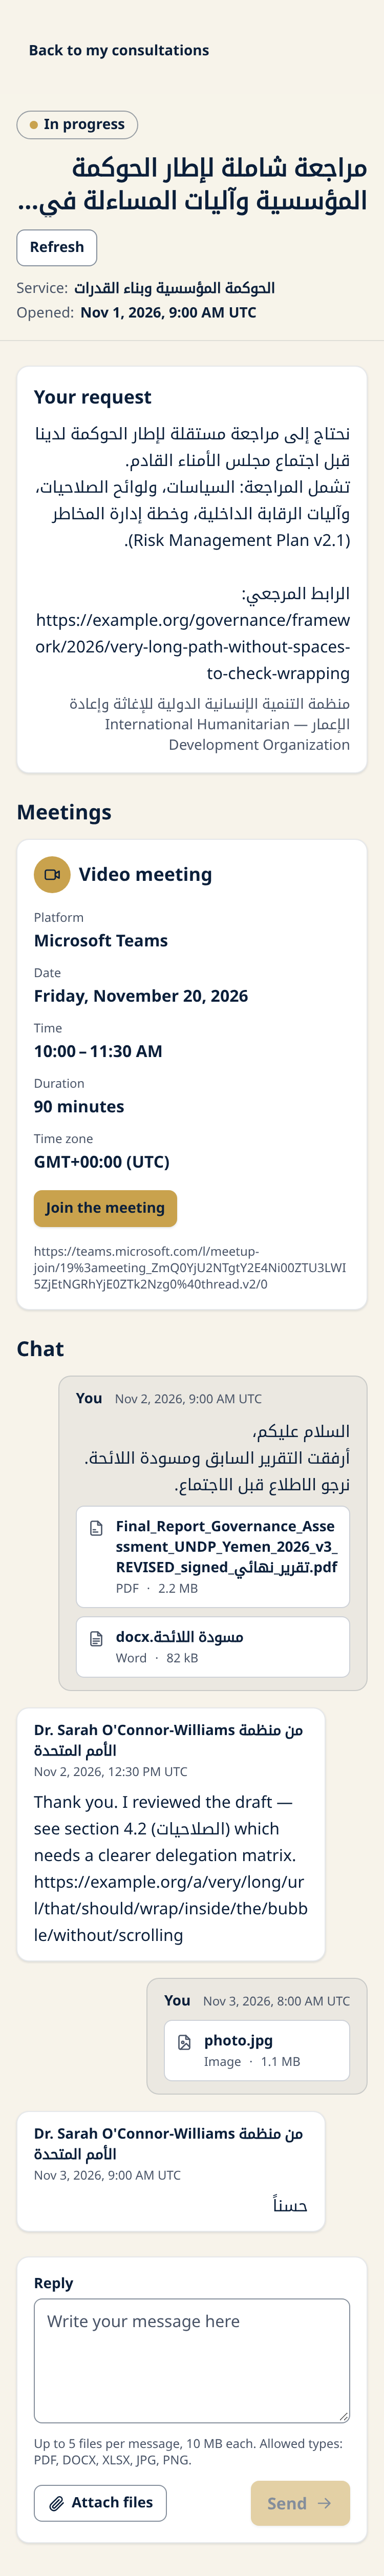 Back to my consultations
In progress
مراجعة شاملة لإطار الحوكمة
المؤسسية وآليات المساءلة في...
Refresh
Service: الحوكمة المؤسسية وبناء القدرات
Opened: Nov 1, 2026, 9:00 AM UTC
Your request
نحتاج إلى مراجعة مستقلة لإطار الحوكمة لدينا
قبل اجتماع مجلس الأمناء القادم.
تشمل المراجعة: السياسات، ولوائح الصلاحيات،
وآليات الرقابة الداخلية، وخطة إدارة المخاطر
(Risk Management Plan v2.1).
الرابط المرجعي:
https://example.org/governance/framew
ork/2026/very-long-path-without-spaces-
to-check-wrapping
منظمة التنمية الإنسانية الدولية للإغاثة وإعادة
الإعمار — International Humanitarian
Development Organization
Meetings
Video meeting
Platform
Microsoft Teams
Date
Friday, November 20, 2026
Time
10:00 – 11:30 AM
Duration
90 minutes
Time zone
GMT+00:00 (UTC)
Join the meeting
https://teams.microsoft.com/l/meetup-
join/19%3ameeting_ZmQ0YjU2NTgtY2E4Ni00ZTU3LWI
5ZjEtNGRhYjE0ZTk2Nzg0%40thread.v2/0
Chat
You Nov 2, 2026, 9:00 AM UTC
السلام عليكم،
أرفقت التقرير السابق ومسودة اللائحة.
نرجو الاطلاع قبل الاجتماع.
Final_Report_Governance_Asse
ssment_UNDP_Yemen_2026_v3_
REVISED_signed_تقرير_نهائي.pdf
PDF · 2.2 MB
مسودة اللائحة.docx
Word · 82 kB
Dr. Sarah O'Connor-Williams من منظمة
الأمم المتحدة
Nov 2, 2026, 12:30 PM UTC
Thank you. I reviewed the draft —
see section 4.2 (الصلاحيات) which
needs a clearer delegation matrix.
https://example.org/a/very/long/ur
l/that/should/wrap/inside/the/bubb
le/without/scrolling
You Nov 3, 2026, 8:00 AM UTC
photo.jpg
Image · 1.1 MB
Dr. Sarah O'Connor-Williams من منظمة
الأمم المتحدة
Nov 3, 2026, 9:00 AM UTC
حسناً
Reply
Write your message here
Up to 5 files per message, 10 MB each. Allowed types:
PDF, DOCX, XLSX, JPG, PNG.
Attach files
Send